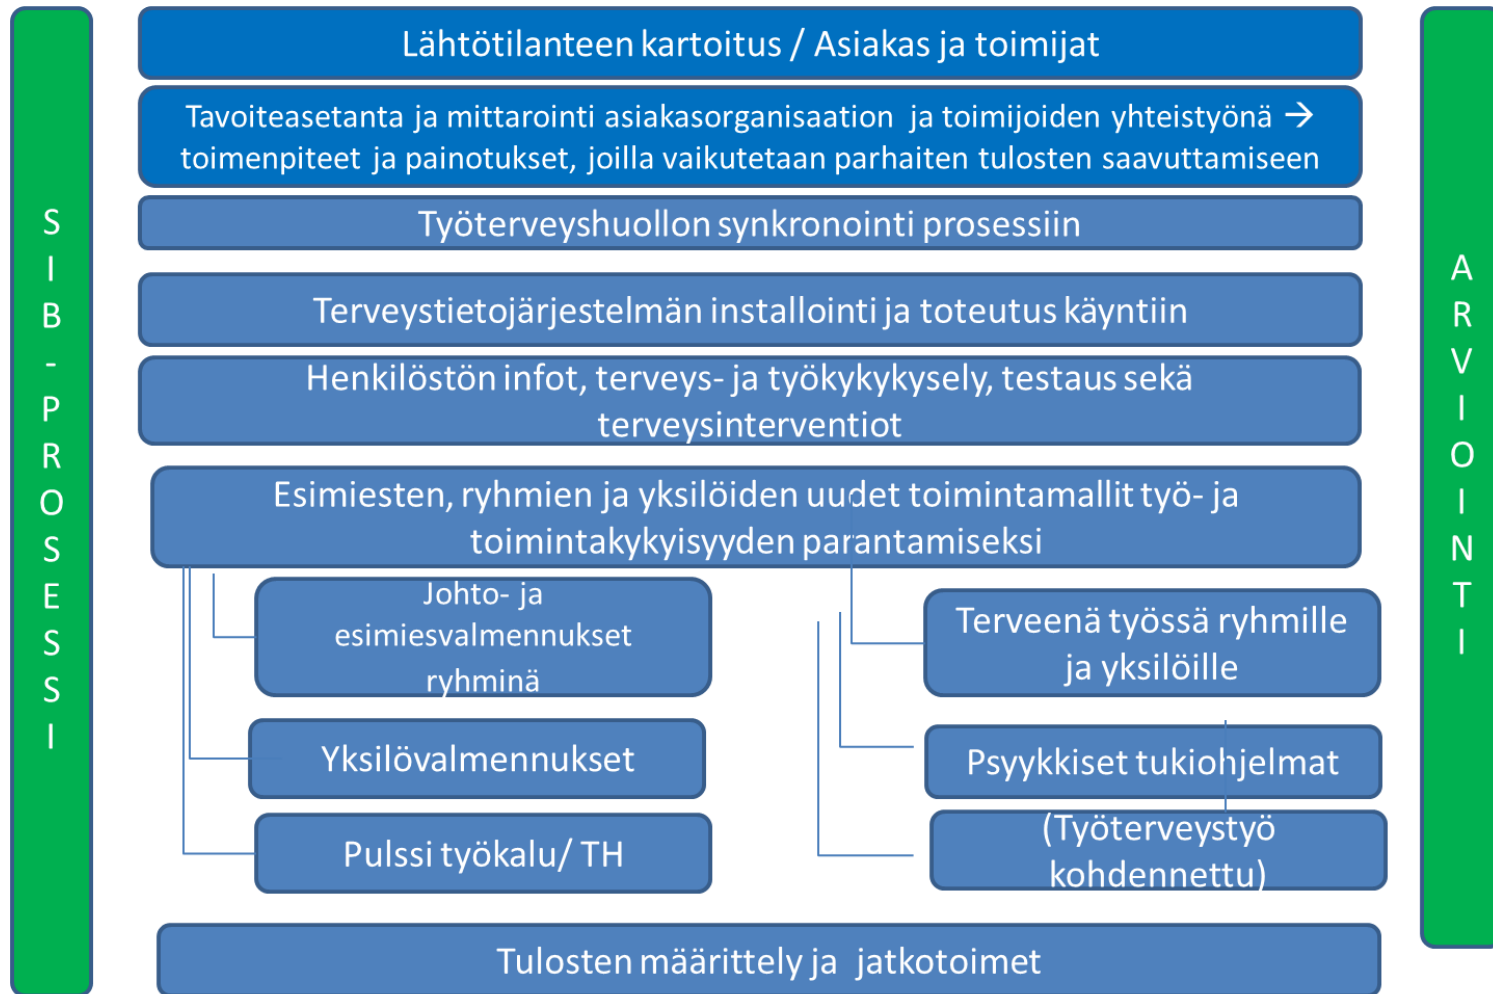 SIB-PROSESSI
Lähtötilanteen kartoitus / Asiakas ja toimijat
Tavoiteasetanta ja mittarointi asiakasorganisaation ja toimijoiden yhteistyönä →
toimenpiteet ja painotukset, joilla vaikutetaan parhaiten tulosten saavuttamiseen
Työterveyshuollon synkronointi prosessiin
Terveystietojärjestelmän installointi ja toteutus käyntiin
Henkilöstön infot, terveys- ja työkykykysely, testaus sekä
terveysinterventiot
Esimiesten, ryhmien ja yksilöiden uudet toimintamallit työ- ja
toimintakykyisyyden parantamiseksi
Johto- ja
esimiesvalmennukset
ryhminä
Yksilövalmennukset
Pulssi työkalu/ TH
Terveenä työssä ryhmille
ja yksilöille
Psyykkiset tukiohjelmat
(Työterveystyö
kohdennettu)
Tulosten määrittely ja jatkotoimet
ARVIOINTI